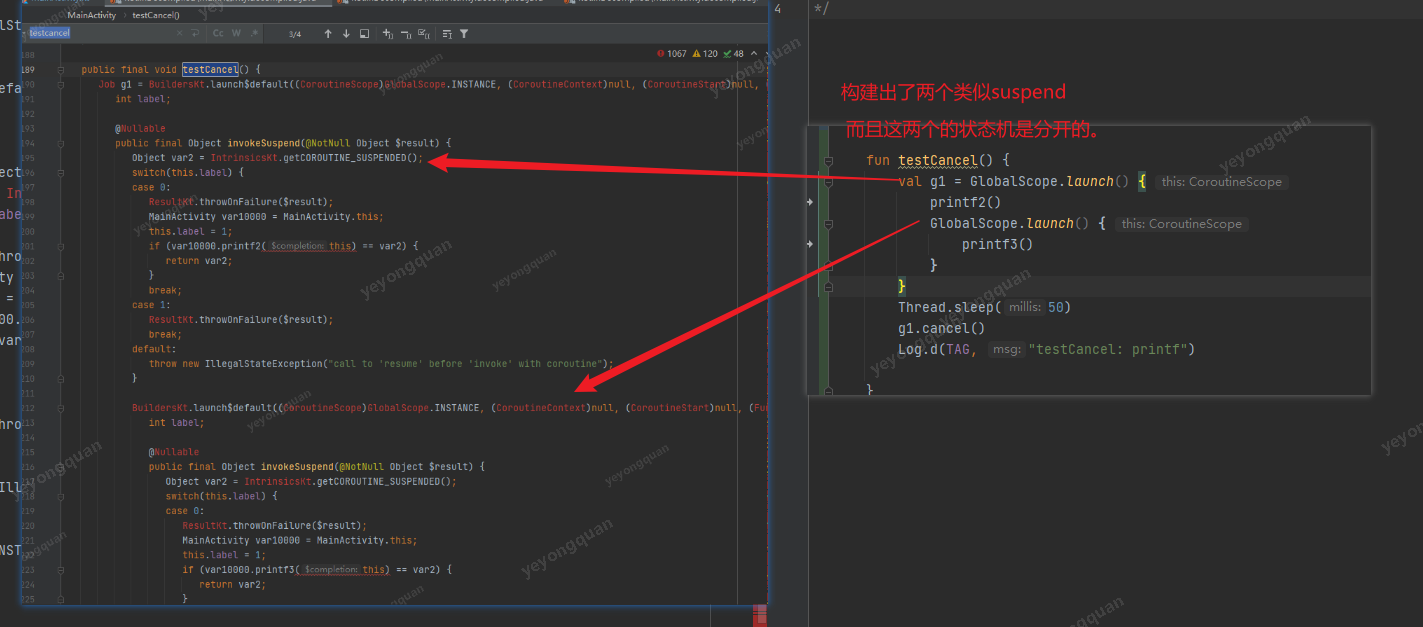 MainActivity › testCancel()
testcancel
Cc W .* 3/4
1067 120 48
188
189 public final void testCancel() {
190 Job g1 = BuildersKt.launch$default((CoroutineScope)GlobalScope.INSTANCE, (CoroutineContext)null, (CoroutineStart)null,
191 int label;
192
193 @Nullable
194 public final Object invokeSuspend(@NotNull Object $result) {
195 Object var2 = IntrinsicsKt.getCOROUTINE_SUSPENDED();
196 switch(this.label) {
197 case 0:
198 ResultKt.throwOnFailure($result);
199 MainActivity var10000 = MainActivity.this;
200 this.label = 1;
201 if (var10000.printf2( $completion: this) == var2) {
202 return var2;
203 }
204 break;
205 case 1:
206 ResultKt.throwOnFailure($result);
207 break;
208 default:
209 throw new IllegalStateException("call to 'resume' before 'invoke' with coroutine");
210 }
211
212 BuildersKt.launch$default((CoroutineScope)GlobalScope.INSTANCE, (CoroutineContext)null, (CoroutineStart)null, (Fu
213 int label;
214
215 @Nullable
216 public final Object invokeSuspend(@NotNull Object $result) {
217 Object var2 = IntrinsicsKt.getCOROUTINE_SUSPENDED();
218 switch(this.label) {
219 case 0:
220 ResultKt.throwOnFailure($result);
221 MainActivity var10000 = MainActivity.this;
222 this.label = 1;
223 if (var10000.printf3( $completion: this) == var2) {
224 return var2;
225 }
4 */
构建出了两个类似suspend
而且这两个的状态机是分开的。
fun testCancel() {
val g1 = GlobalScope.launch() { this: CoroutineScope
printf2()
GlobalScope.launch() { this: CoroutineScope
printf3()
}
}
Thread.sleep( millis: 50)
g1.cancel()
Log.d(TAG, msg: "testCancel: printf")
}
yeyongquan